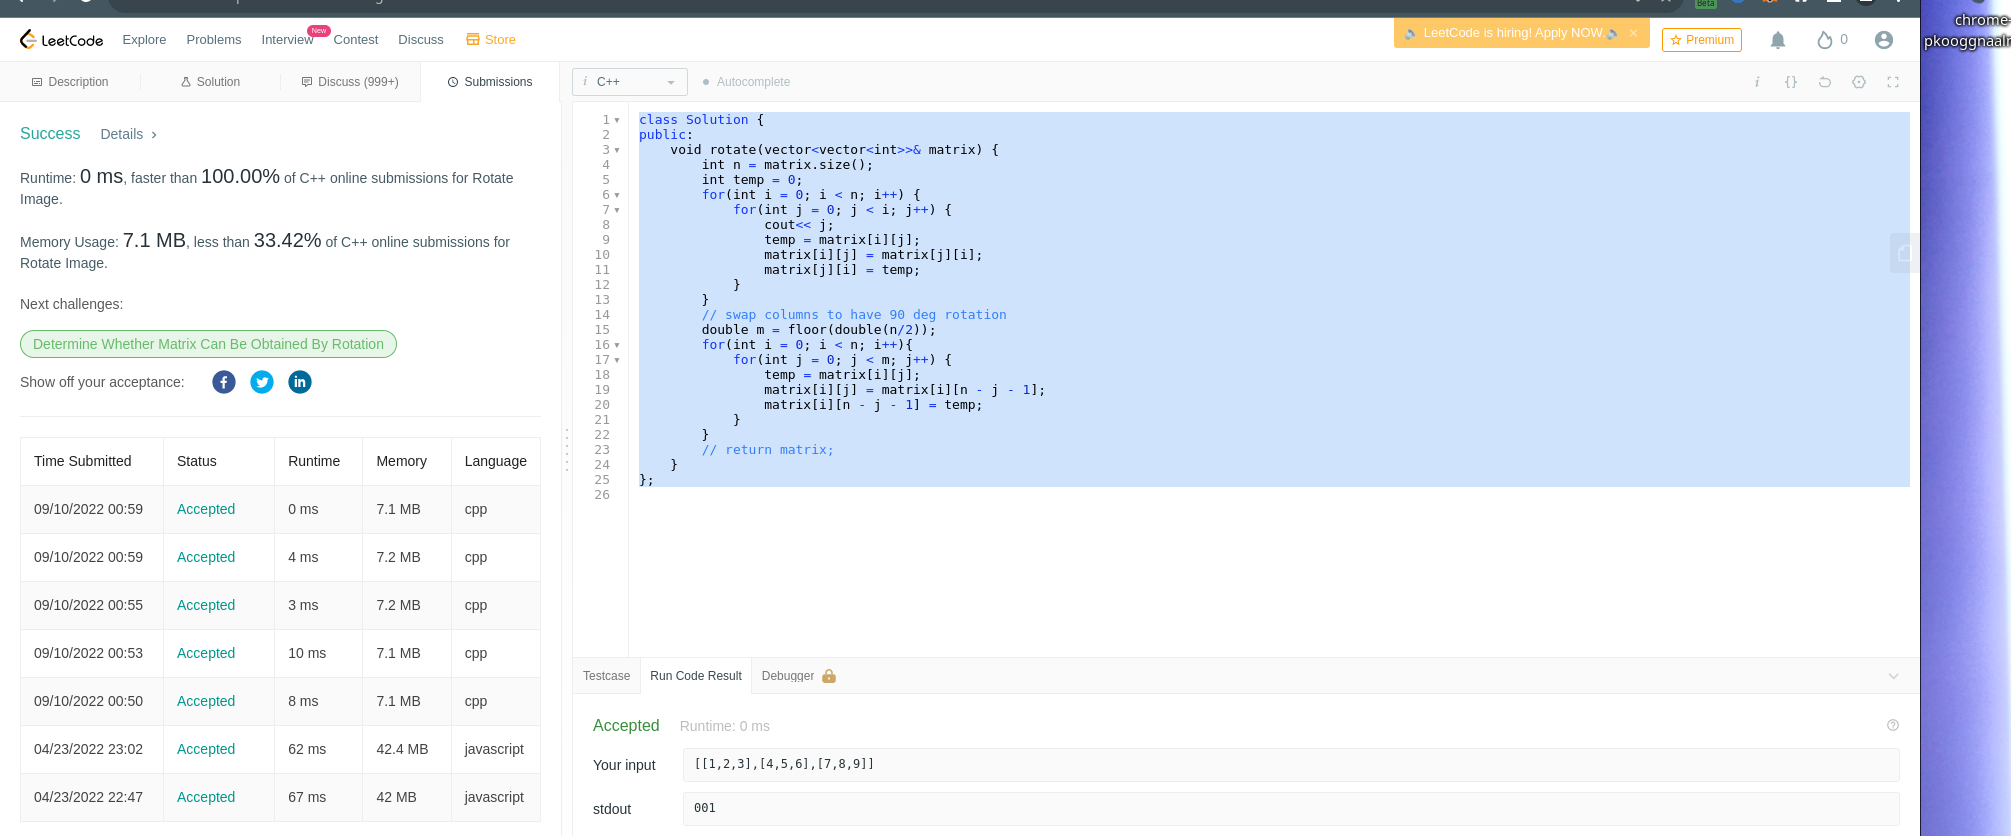 Beta
chrome-
pkooggnaalr
LeetCode
Explore
Problems
Interview
New
Contest
Discuss
Store
🔈 LeetCode is hiring! Apply NOW.🔈 ×
Premium
0
Description
Solution
Discuss (999+)
Submissions
i C++
Autocomplete
i {}
Success
Details >
Runtime: 0 ms, faster than 100.00% of C++ online submissions for Rotate
Image.
Memory Usage: 7.1 MB, less than 33.42% of C++ online submissions for
Rotate Image.
Next challenges:
Determine Whether Matrix Can Be Obtained By Rotation
Show off your acceptance:
Time Submitted Status Runtime Memory Language
09/10/2022 00:59 Accepted 0 ms 7.1 MB cpp
09/10/2022 00:59 Accepted 4 ms 7.2 MB cpp
09/10/2022 00:55 Accepted 3 ms 7.2 MB cpp
09/10/2022 00:53 Accepted 10 ms 7.1 MB cpp
09/10/2022 00:50 Accepted 8 ms 7.1 MB cpp
04/23/2022 23:02 Accepted 62 ms 42.4 MB javascript
04/23/2022 22:47 Accepted 67 ms 42 MB javascript
1 class Solution {
2 public:
3     void rotate(vector<vector<int>>& matrix) {
4         int n = matrix.size();
5         int temp = 0;
6         for(int i = 0; i < n; i++) {
7             for(int j = 0; j < i; j++) {
8                 cout<< j;
9                 temp = matrix[i][j];
10                 matrix[i][j] = matrix[j][i];
11                 matrix[j][i] = temp;
12             }
13         }
14         // swap columns to have 90 deg rotation
15         double m = floor(double(n/2));
16         for(int i = 0; i < n; i++){
17             for(int j = 0; j < m; j++) {
18                 temp = matrix[i][j];
19                 matrix[i][j] = matrix[i][n - j - 1];
20                 matrix[i][n - j - 1] = temp;
21             }
22         }
23         // return matrix;
24     }
25 };
26
Testcase
Run Code Result
Debugger
Accepted
Runtime: 0 ms
Your input
[[1,2,3],[4,5,6],[7,8,9]]
stdout
001